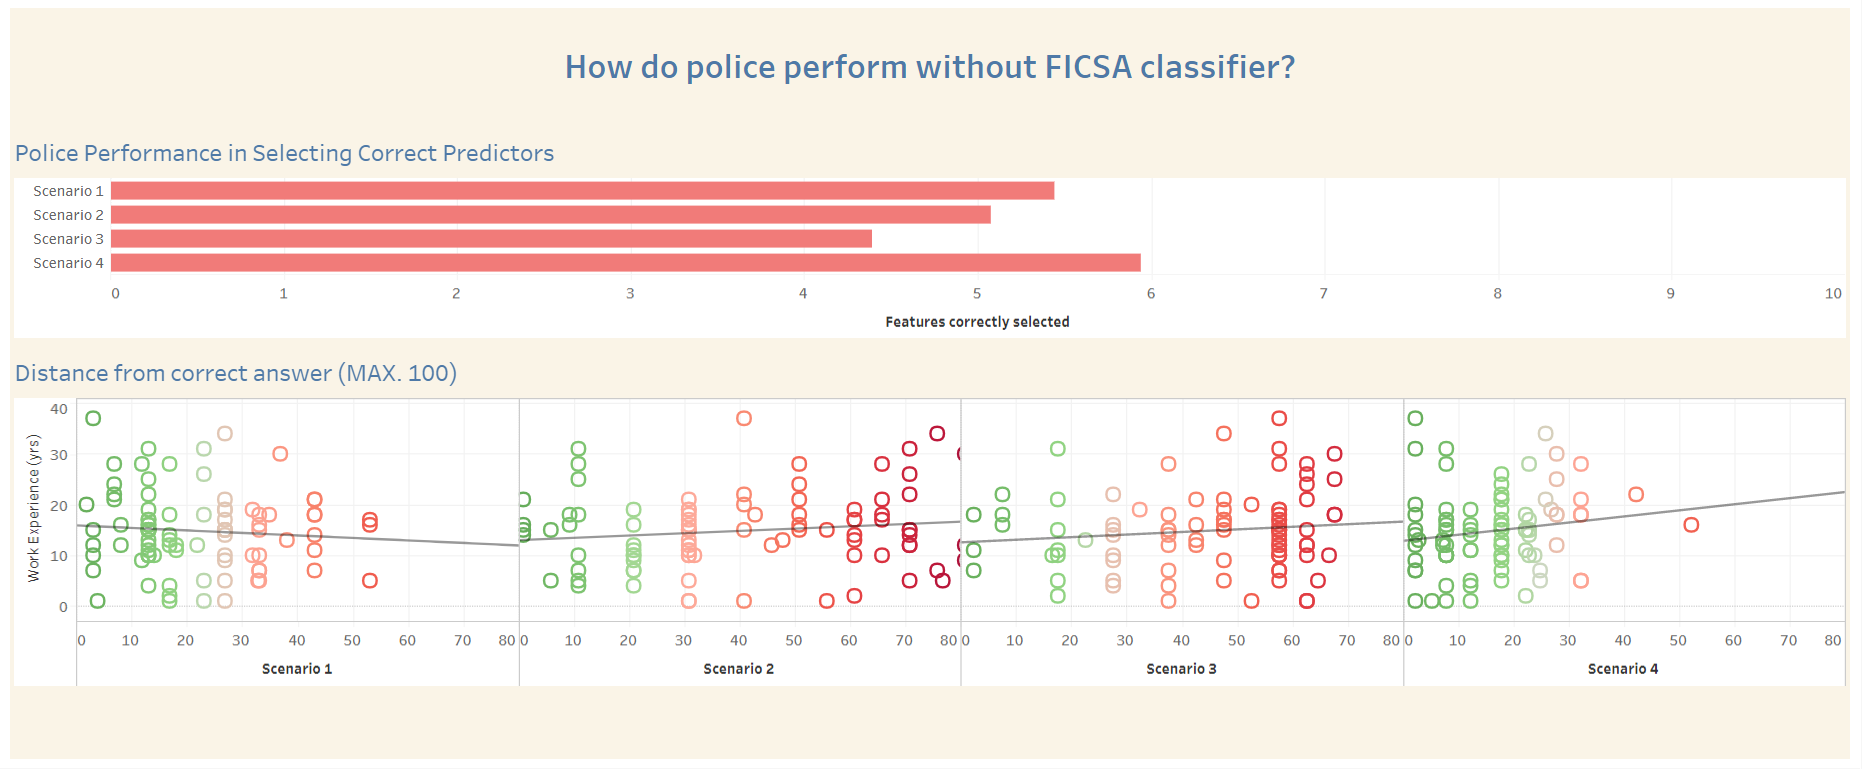 How do police perform without FICSA classifier?
Police Performance in Selecting Correct Predictors
Scenario 1
Scenario 2
Scenario 3
Scenario 4
0 1 2 3 4 5 6 7 8 9 10
Features correctly selected
Distance from correct answer (MAX. 100)
Work Experience (yrs)
40
30
20
10
0
0 10 20 30 40 50 60 70 80 0 10 20 30 40 50 60 70 80 0 10 20 30 40 50 60 70 80 0 10 20 30 40 50 60 70 80
Scenario 1 Scenario 2 Scenario 3 Scenario 4